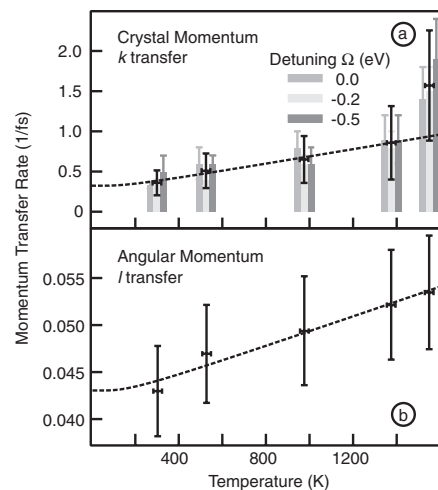 Momentum Transfer Rate (1/fs)
Crystal Momentum
k transfer
a
Detuning Ω (eV)
0.0
-0.2
-0.5
2.0
1.5
1.0
0.5
0
Angular Momentum
l transfer
0.055
0.050
0.045
0.040
b
400 800 1200
Temperature (K)